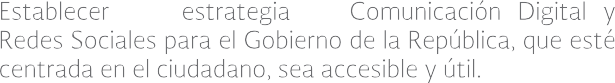 Establecer estrategia Comunicación Digital y
Redes Sociales para el Gobierno de la República, que esté
centrada en el ciudadano, sea accesible y útil.